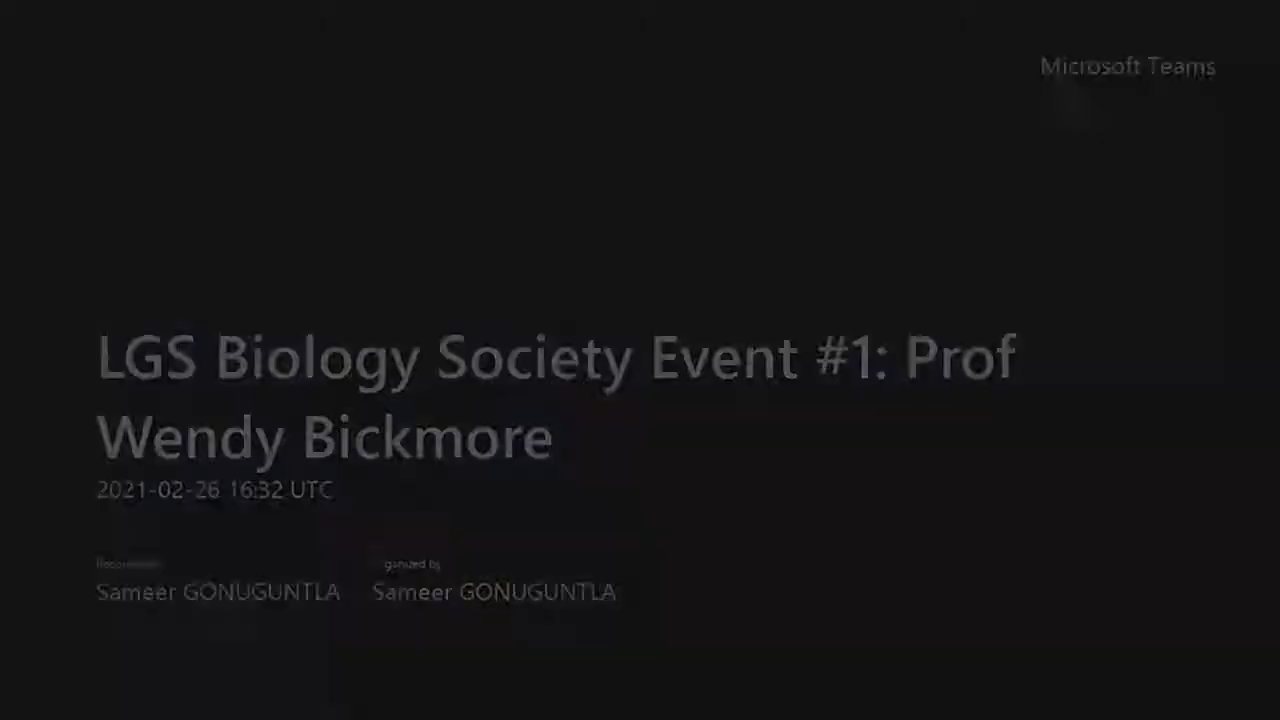 Microsoft Teams
LGS Biology Society Event #1: Prof
Wendy Bickmore
2021-02-26 16:32 UTC
Sameer GONUGUNTLA Sameer GONUGUNTLA